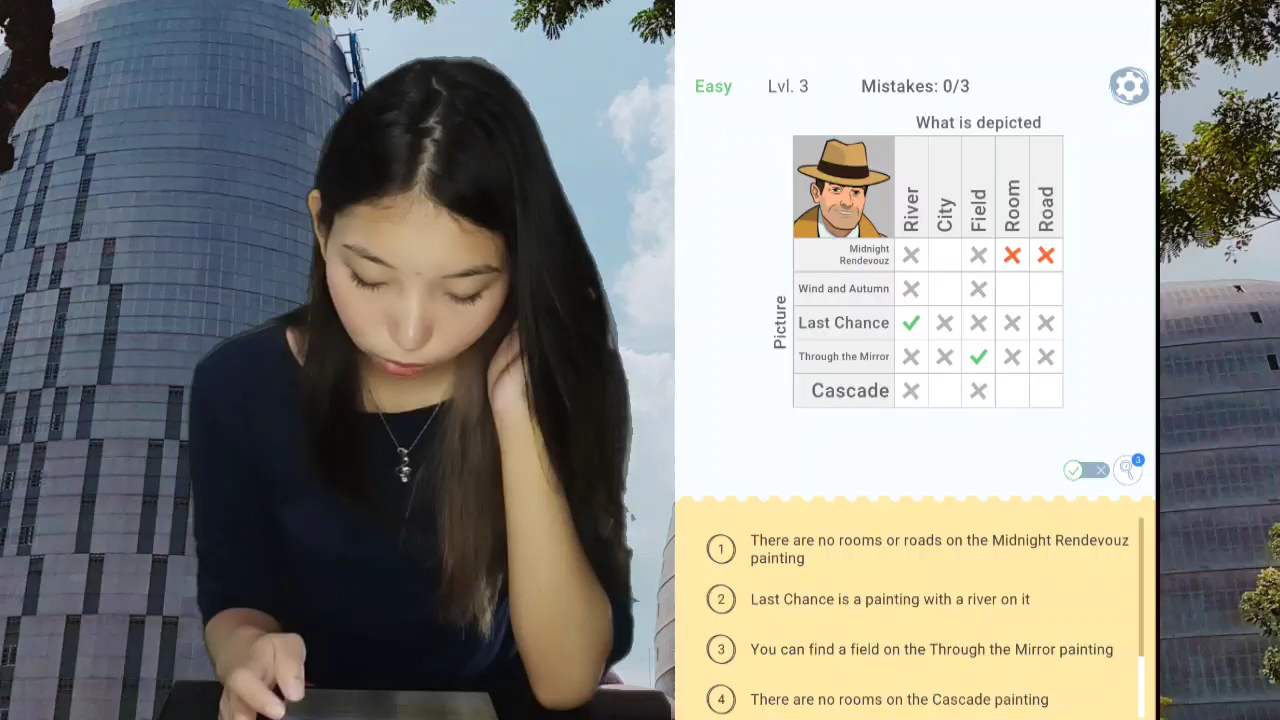 Easy Lvl. 3 Mistakes: 0/3
What is depicted
River City Field Room Road
Picture
Midnight
Rendevouz
Wind and Autumn
Last Chance
Through the Mirror
Cascade
3
1 There are no rooms or roads on the Midnight Rendevouz
painting
2 Last Chance is a painting with a river on it
3 You can find a field on the Through the Mirror painting
4 There are no rooms on the Cascade painting